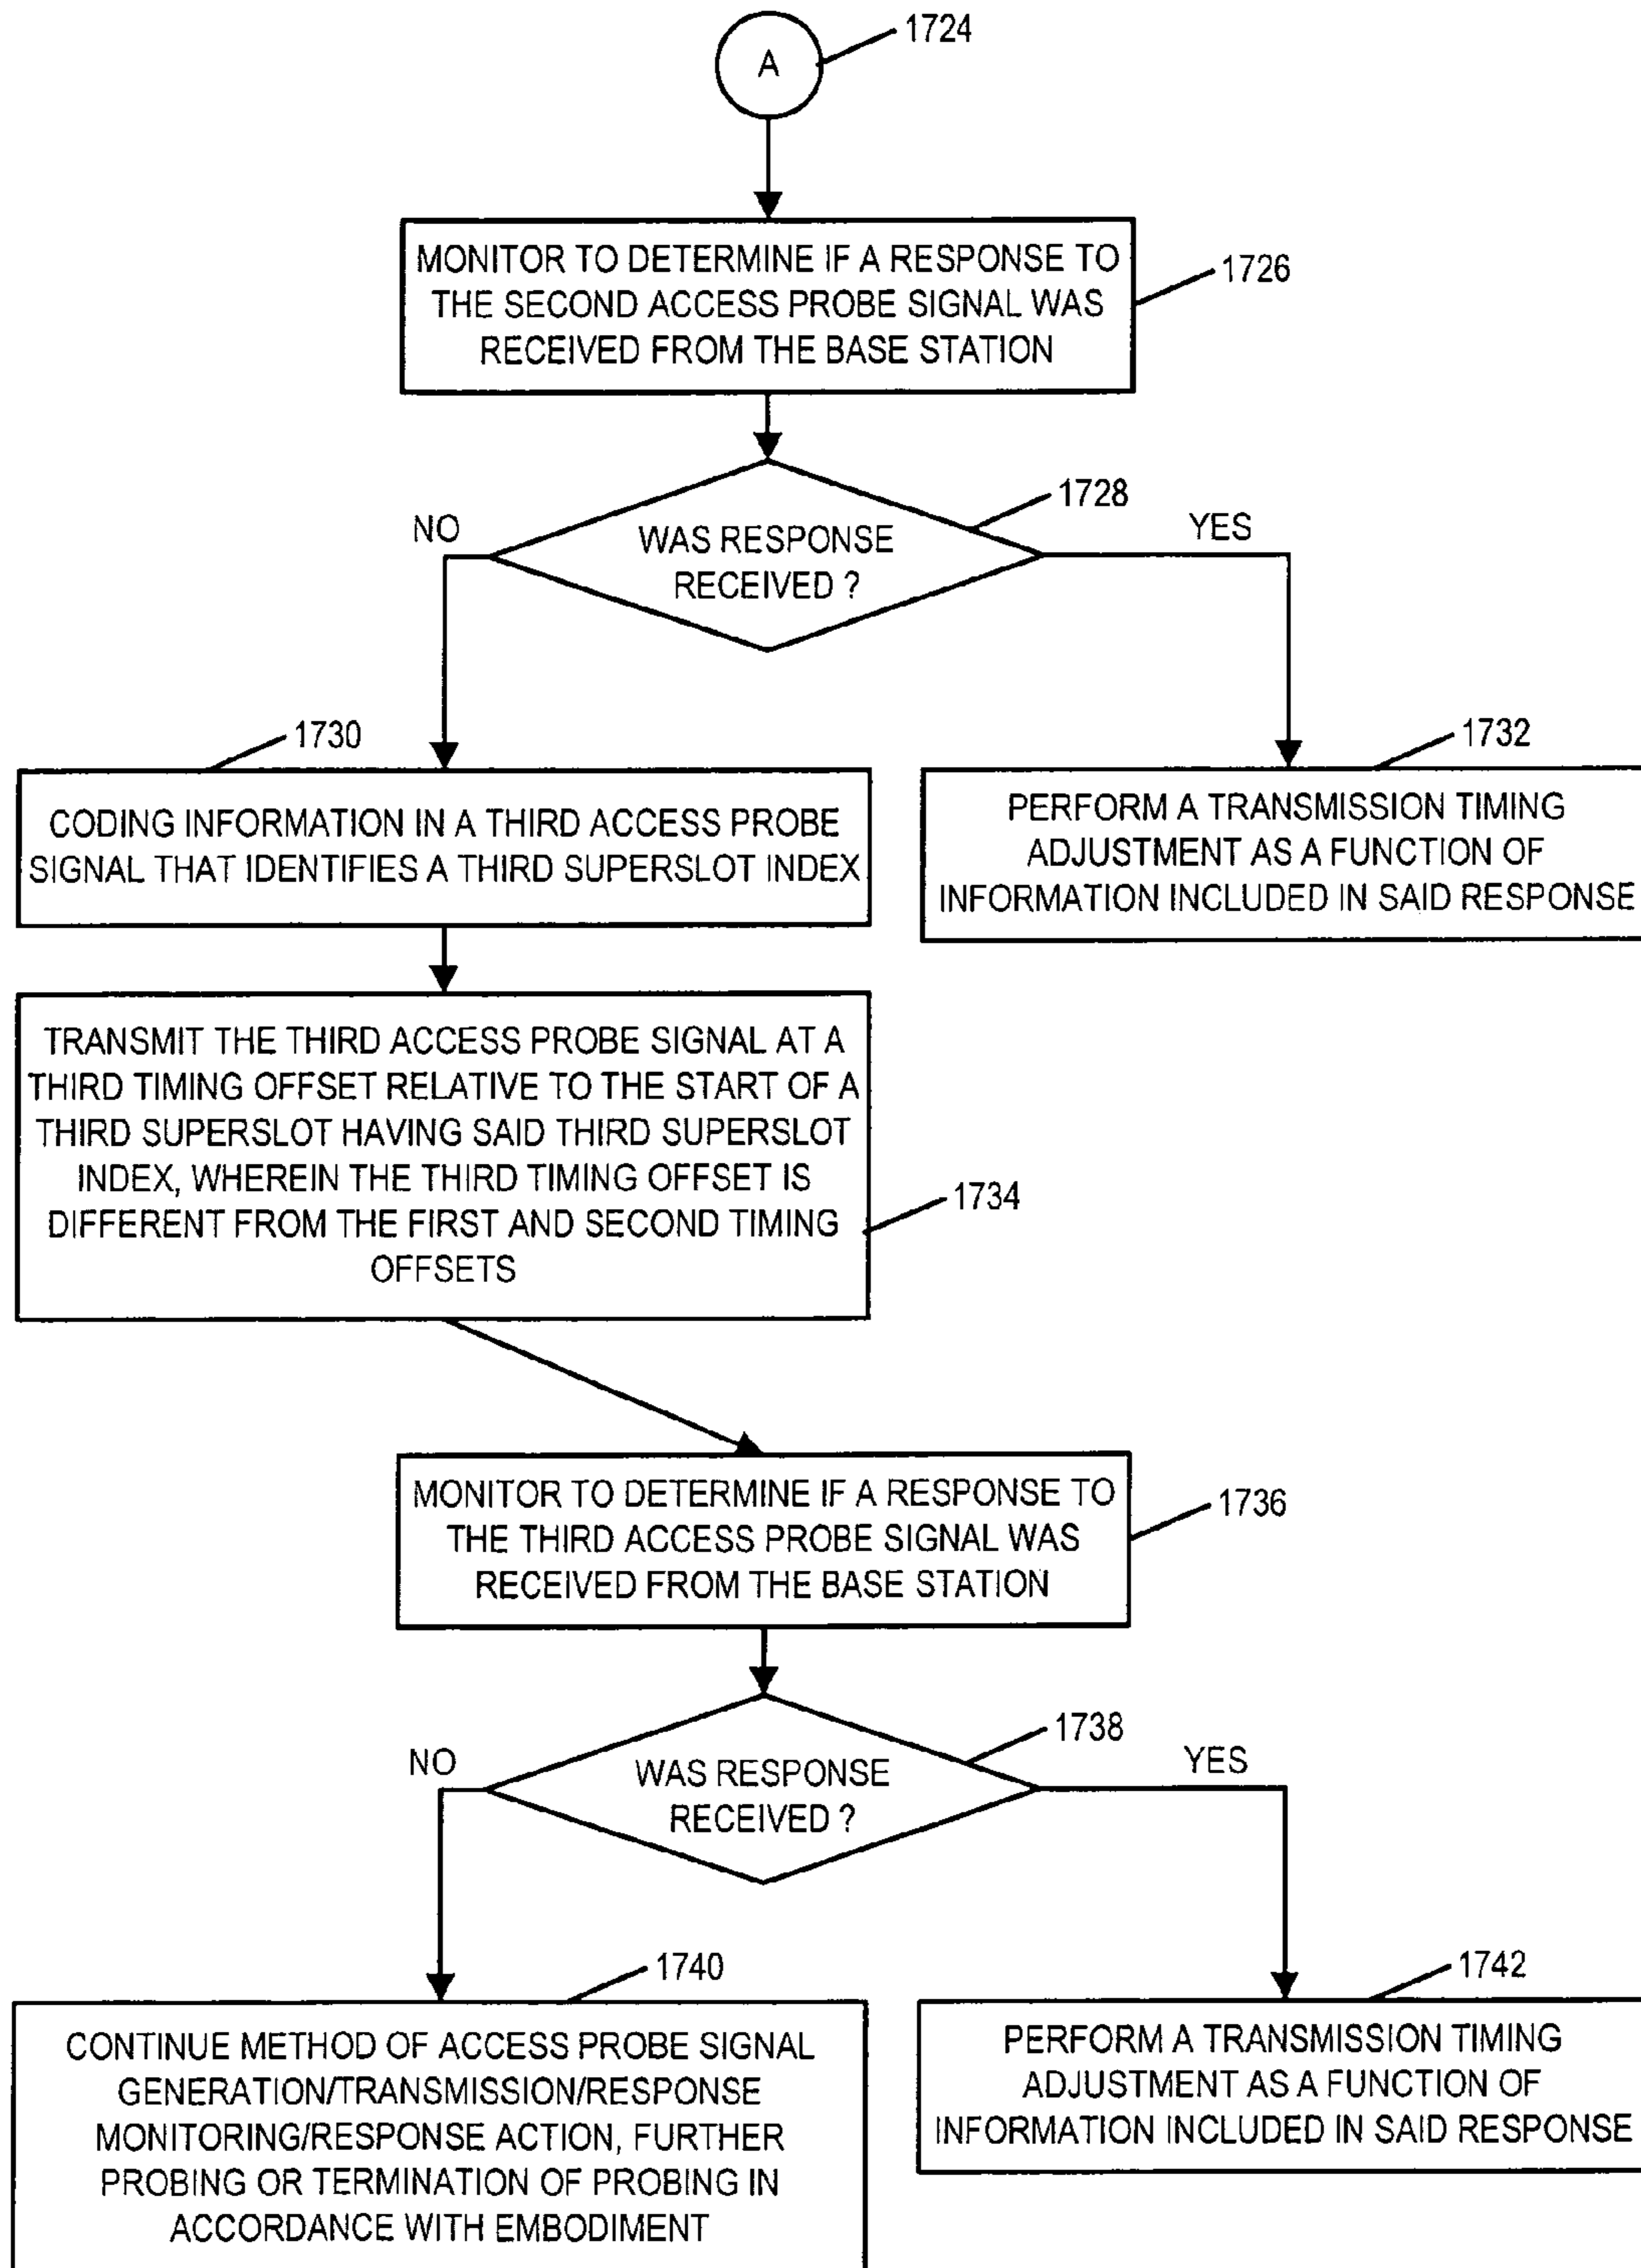 A
1724
MONITOR TO DETERMINE IF A RESPONSE TO
THE SECOND ACCESS PROBE SIGNAL WAS
RECEIVED FROM THE BASE STATION
1726
1728
NO
YES
WAS RESPONSE
RECEIVED ?
1730
1732
CODING INFORMATION IN A THIRD ACCESS PROBE
SIGNAL THAT IDENTIFIES A THIRD SUPERSLOT INDEX
PERFORM A TRANSMISSION TIMING
ADJUSTMENT AS A FUNCTION OF
INFORMATION INCLUDED IN SAID RESPONSE
TRANSMIT THE THIRD ACCESS PROBE SIGNAL AT A
THIRD TIMING OFFSET RELATIVE TO THE START OF A
THIRD SUPERSLOT HAVING SAID THIRD SUPERSLOT
INDEX, WHEREIN THE THIRD TIMING OFFSET IS
DIFFERENT FROM THE FIRST AND SECOND TIMING
OFFSETS
1734
MONITOR TO DETERMINE IF A RESPONSE TO
THE THIRD ACCESS PROBE SIGNAL WAS
RECEIVED FROM THE BASE STATION
1736
1738
NO
YES
WAS RESPONSE
RECEIVED ?
1740
1742
CONTINUE METHOD OF ACCESS PROBE SIGNAL
GENERATION/TRANSMISSION/RESPONSE
MONITORING/RESPONSE ACTION, FURTHER
PROBING OR TERMINATION OF PROBING IN
ACCORDANCE WITH EMBODIMENT
PERFORM A TRANSMISSION TIMING
ADJUSTMENT AS A FUNCTION OF
INFORMATION INCLUDED IN SAID RESPONSE